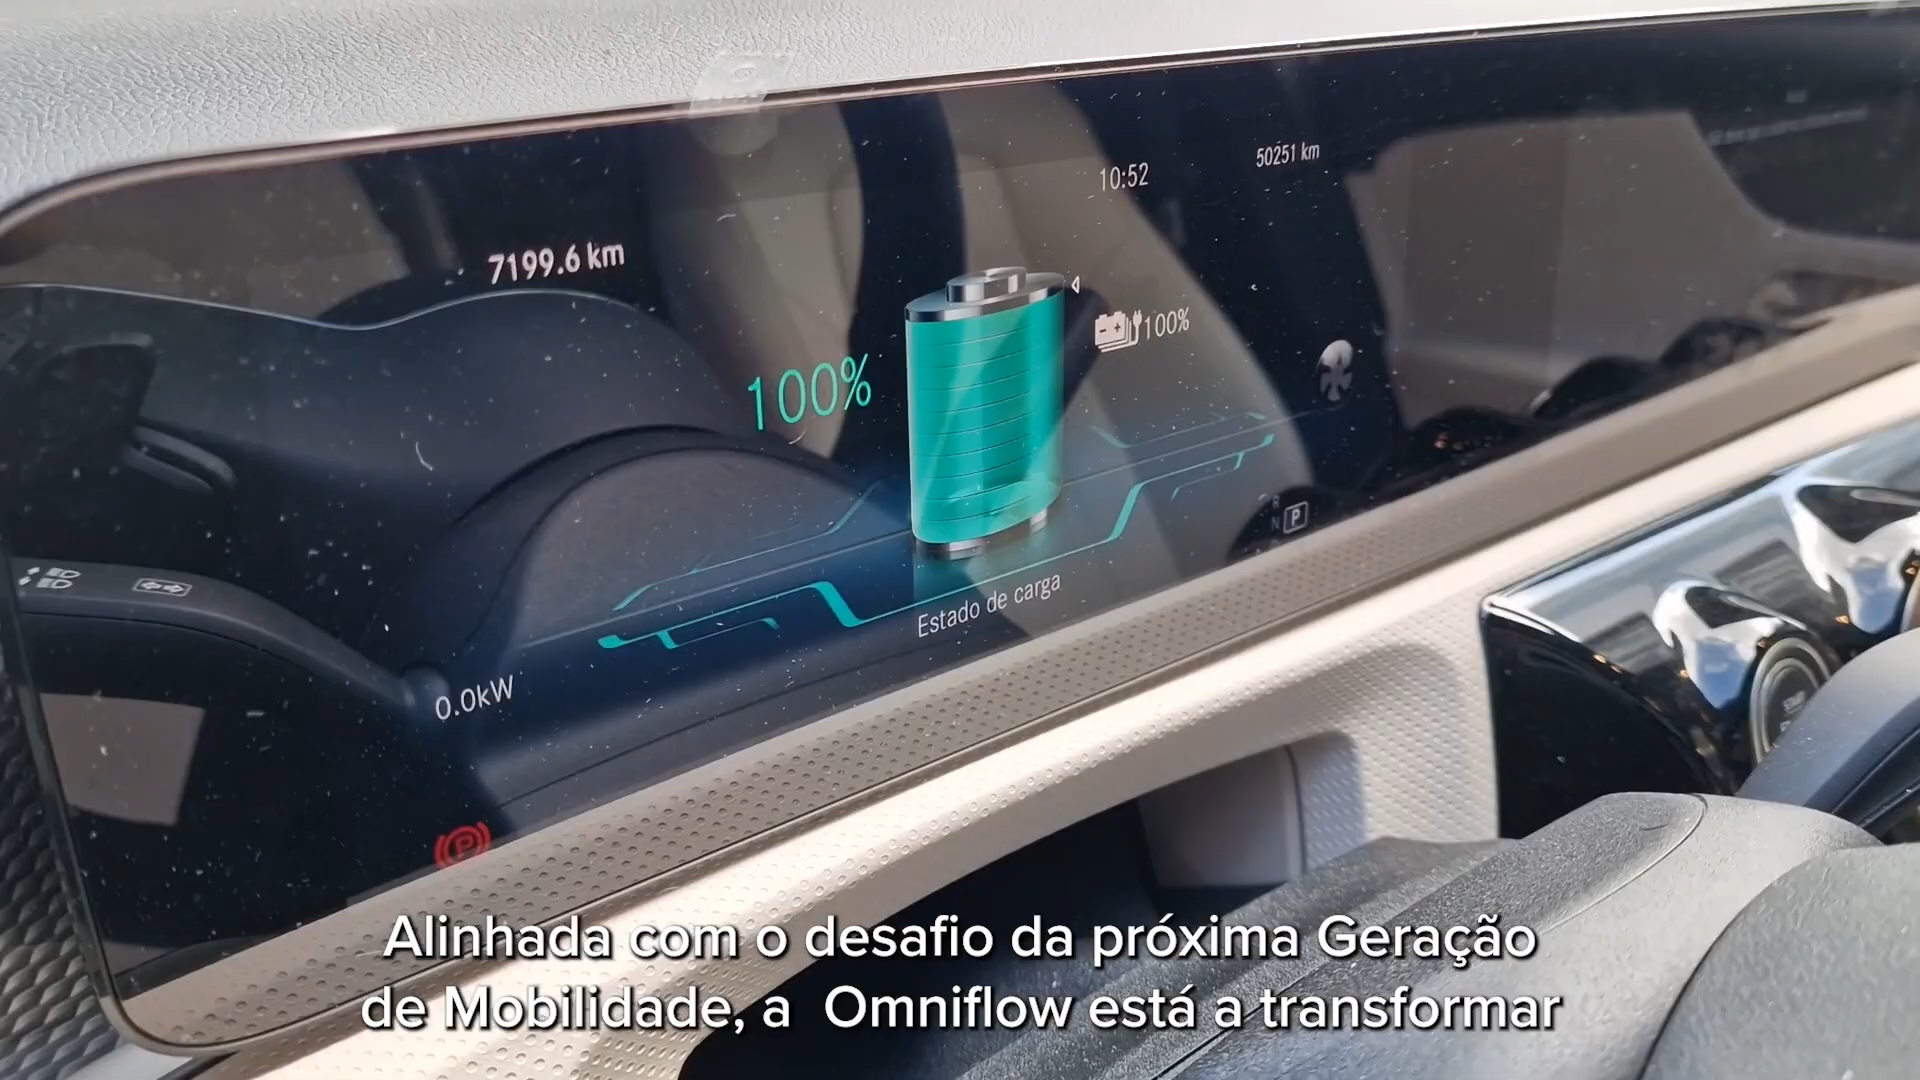 10:52
50251 km
7199.6 km
100%
100%
R
N
P
Estado de carga
0.0kW
P
Alinhada com o desafio da próxima Geração
de Mobilidade, a Omniflow está a transformar